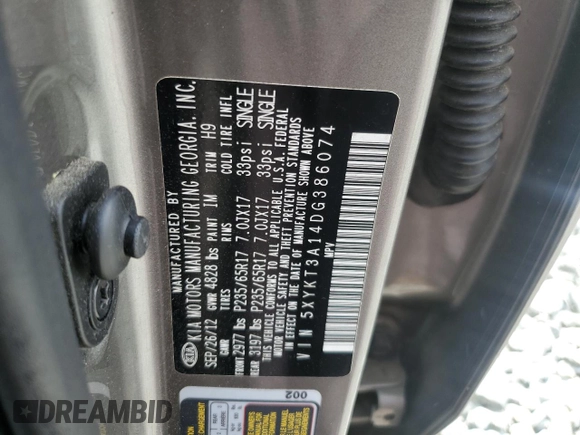 MANUFACTURED BY
KIA MOTORS MANUFACTURING GEORGIA, INC.
SEP/26/12 GVWR 4828 lbs PAINT IM TRIM H9
GAWR TIRES RIMS COLD TIRE INFL
FRONT 2977 lbs P235/65R17 7.0JX17 33psi SINGLE
REAR 3197 lbs P235/65R17 7.0JX17 33psi SINGLE
THIS VEHICLE CONFORMS TO ALL APPLICABLE U.S.A. FEDERAL
MOTOR VEHICLE SAFETY AND THEFT PREVENTION STANDARDS
IN EFFECT ON THE DATE OF MANUFACTURE SHOWN ABOVE
VIN 5XYKT3A14DG386074
MPV
KIA
002
DREAMBID
dreambid.com